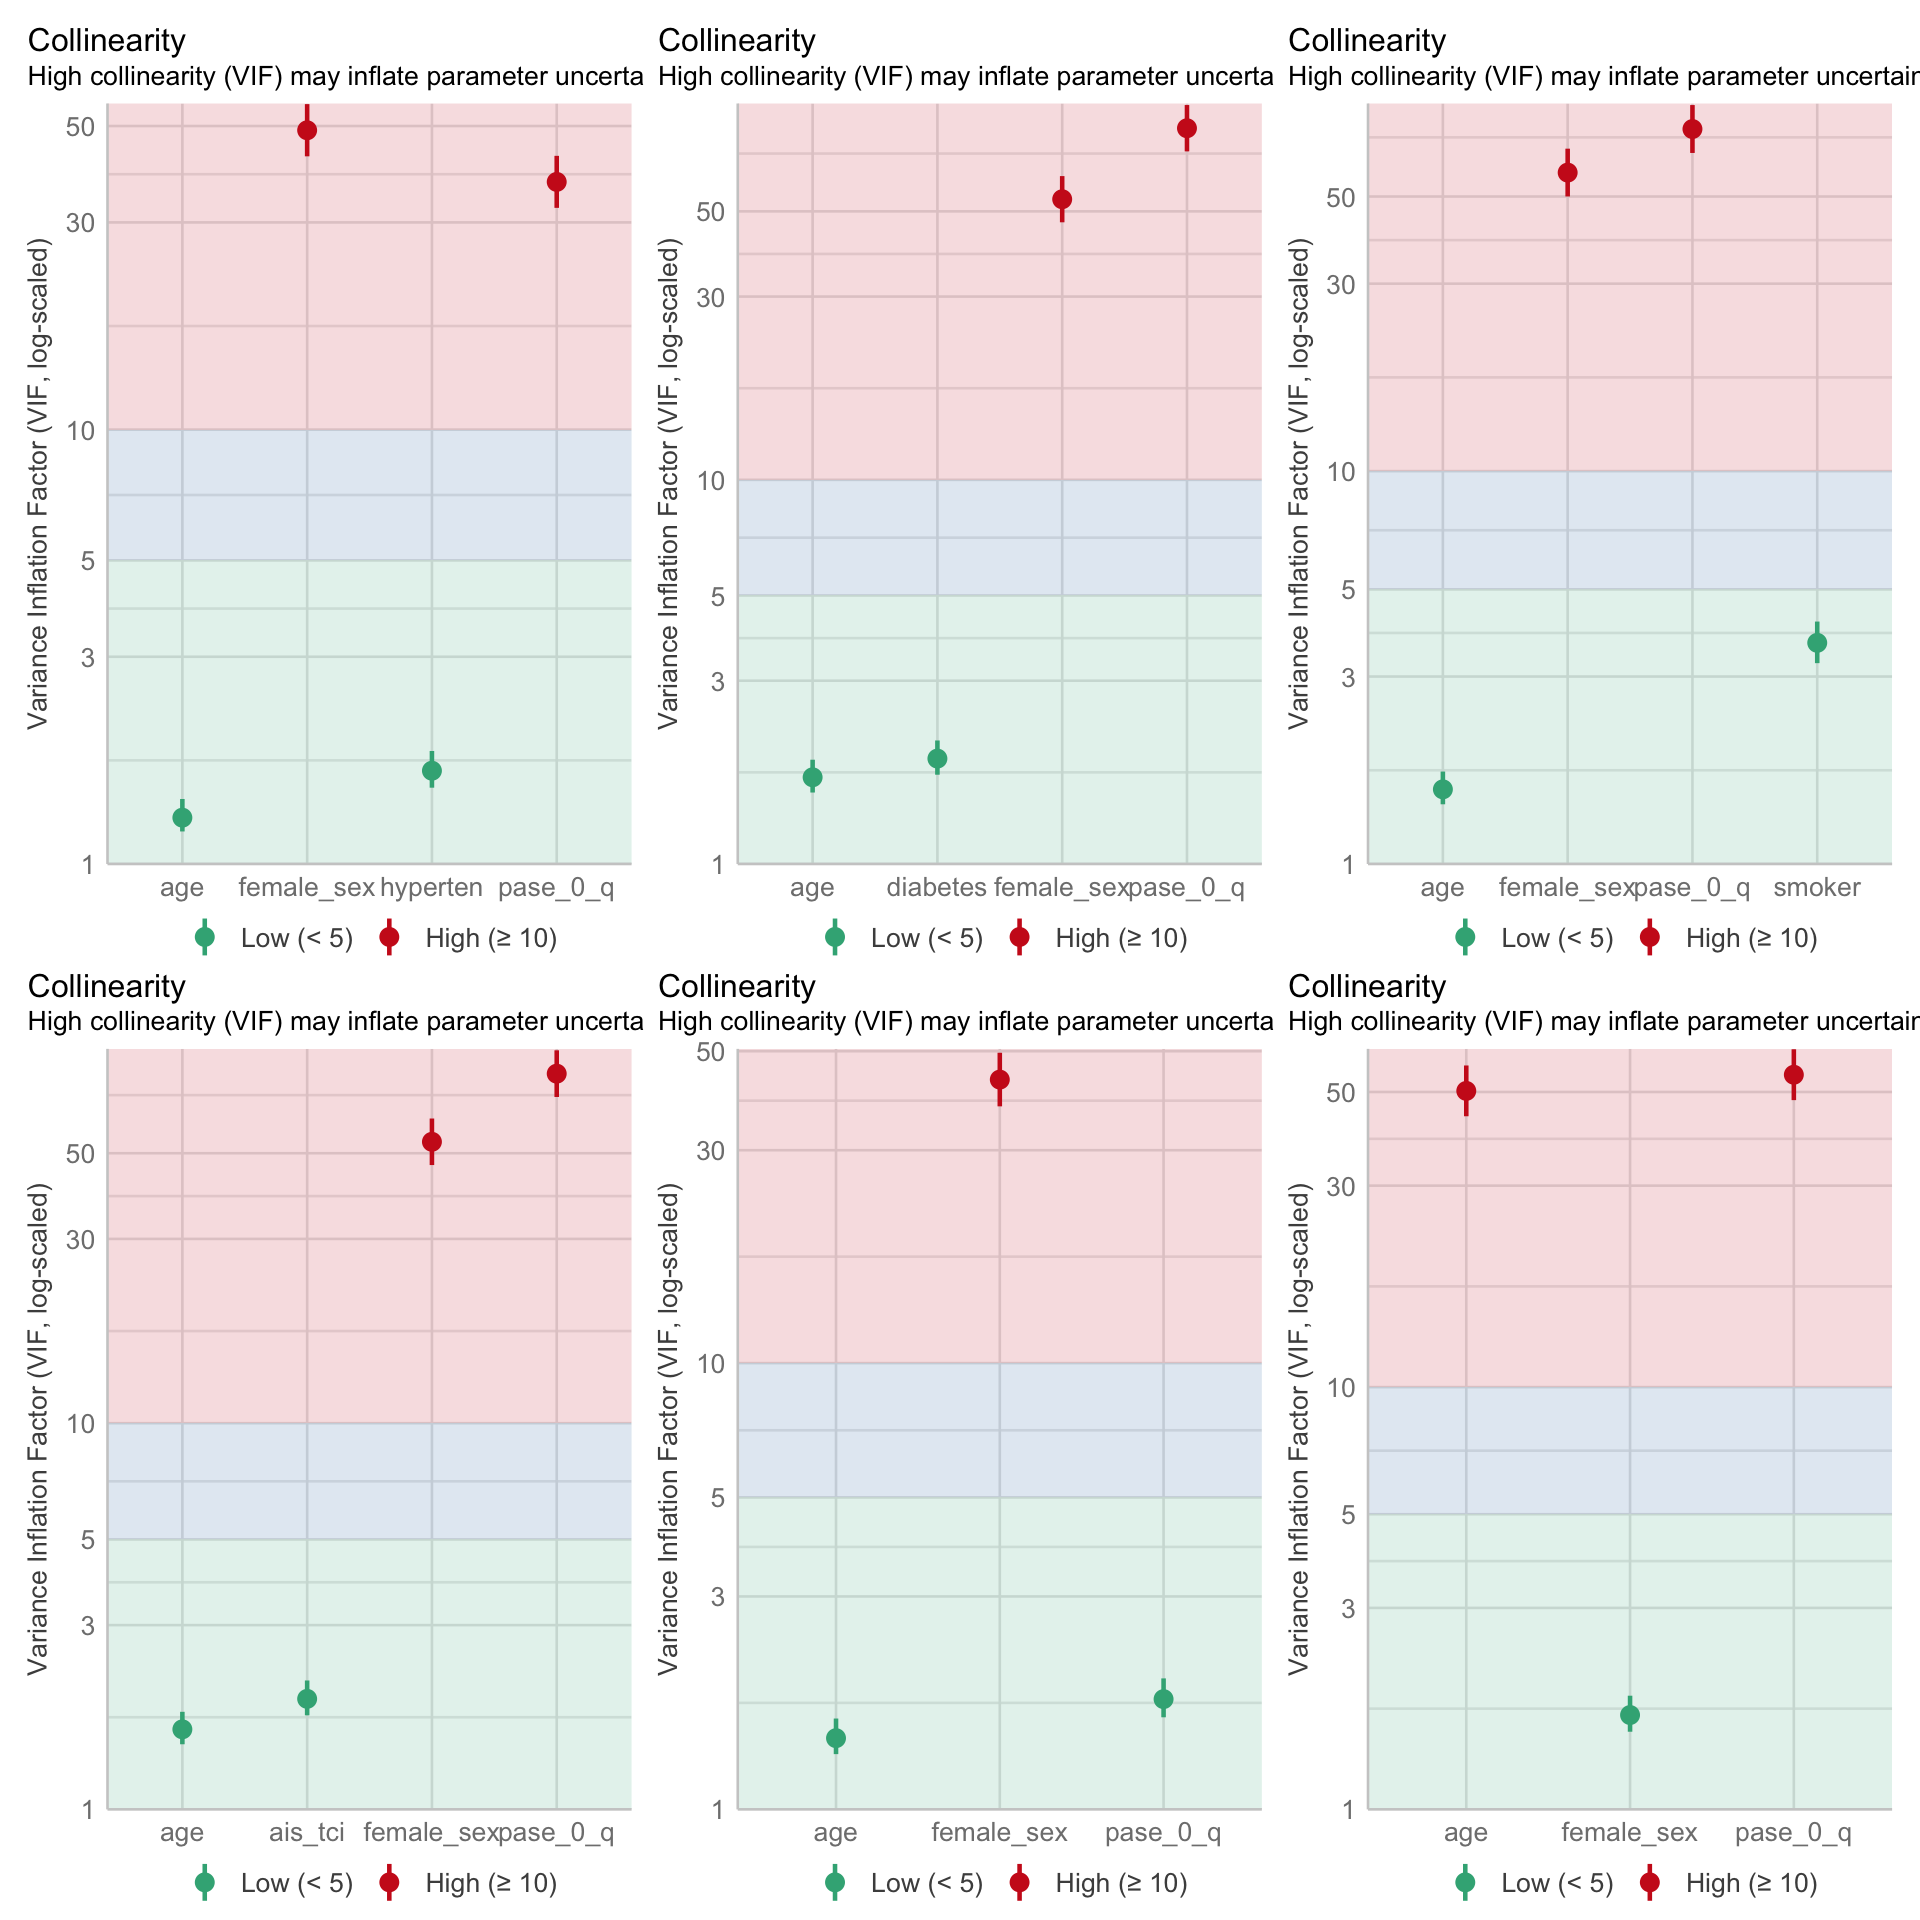 Collinearity
High collinearity (VIF) may inflate parameter uncerta
Variance Inflation Factor (VIF, log-scaled)
50
30
10
5
3
1
age female_sex hyperten pase_0_q
Low (< 5) High (≥ 10)
Collinearity
High collinearity (VIF) may inflate parameter uncerta
Variance Inflation Factor (VIF, log-scaled)
50
30
10
5
3
1
age diabetes female_sex pase_0_q
Low (< 5) High (≥ 10)
Collinearity
High collinearity (VIF) may inflate parameter uncertain
Variance Inflation Factor (VIF, log-scaled)
50
30
10
5
3
1
age female_sex pase_0_q smoker
Low (< 5) High (≥ 10)
Collinearity
High collinearity (VIF) may inflate parameter uncerta
Variance Inflation Factor (VIF, log-scaled)
50
30
10
5
3
1
age ais_tci female_sex pase_0_q
Low (< 5) High (≥ 10)
Collinearity
High collinearity (VIF) may inflate parameter uncerta
Variance Inflation Factor (VIF, log-scaled)
50
30
10
5
3
1
age female_sex pase_0_q
Low (< 5) High (≥ 10)
Collinearity
High collinearity (VIF) may inflate parameter uncertain
Variance Inflation Factor (VIF, log-scaled)
50
30
10
5
3
1
age female_sex pase_0_q
Low (< 5) High (≥ 10)